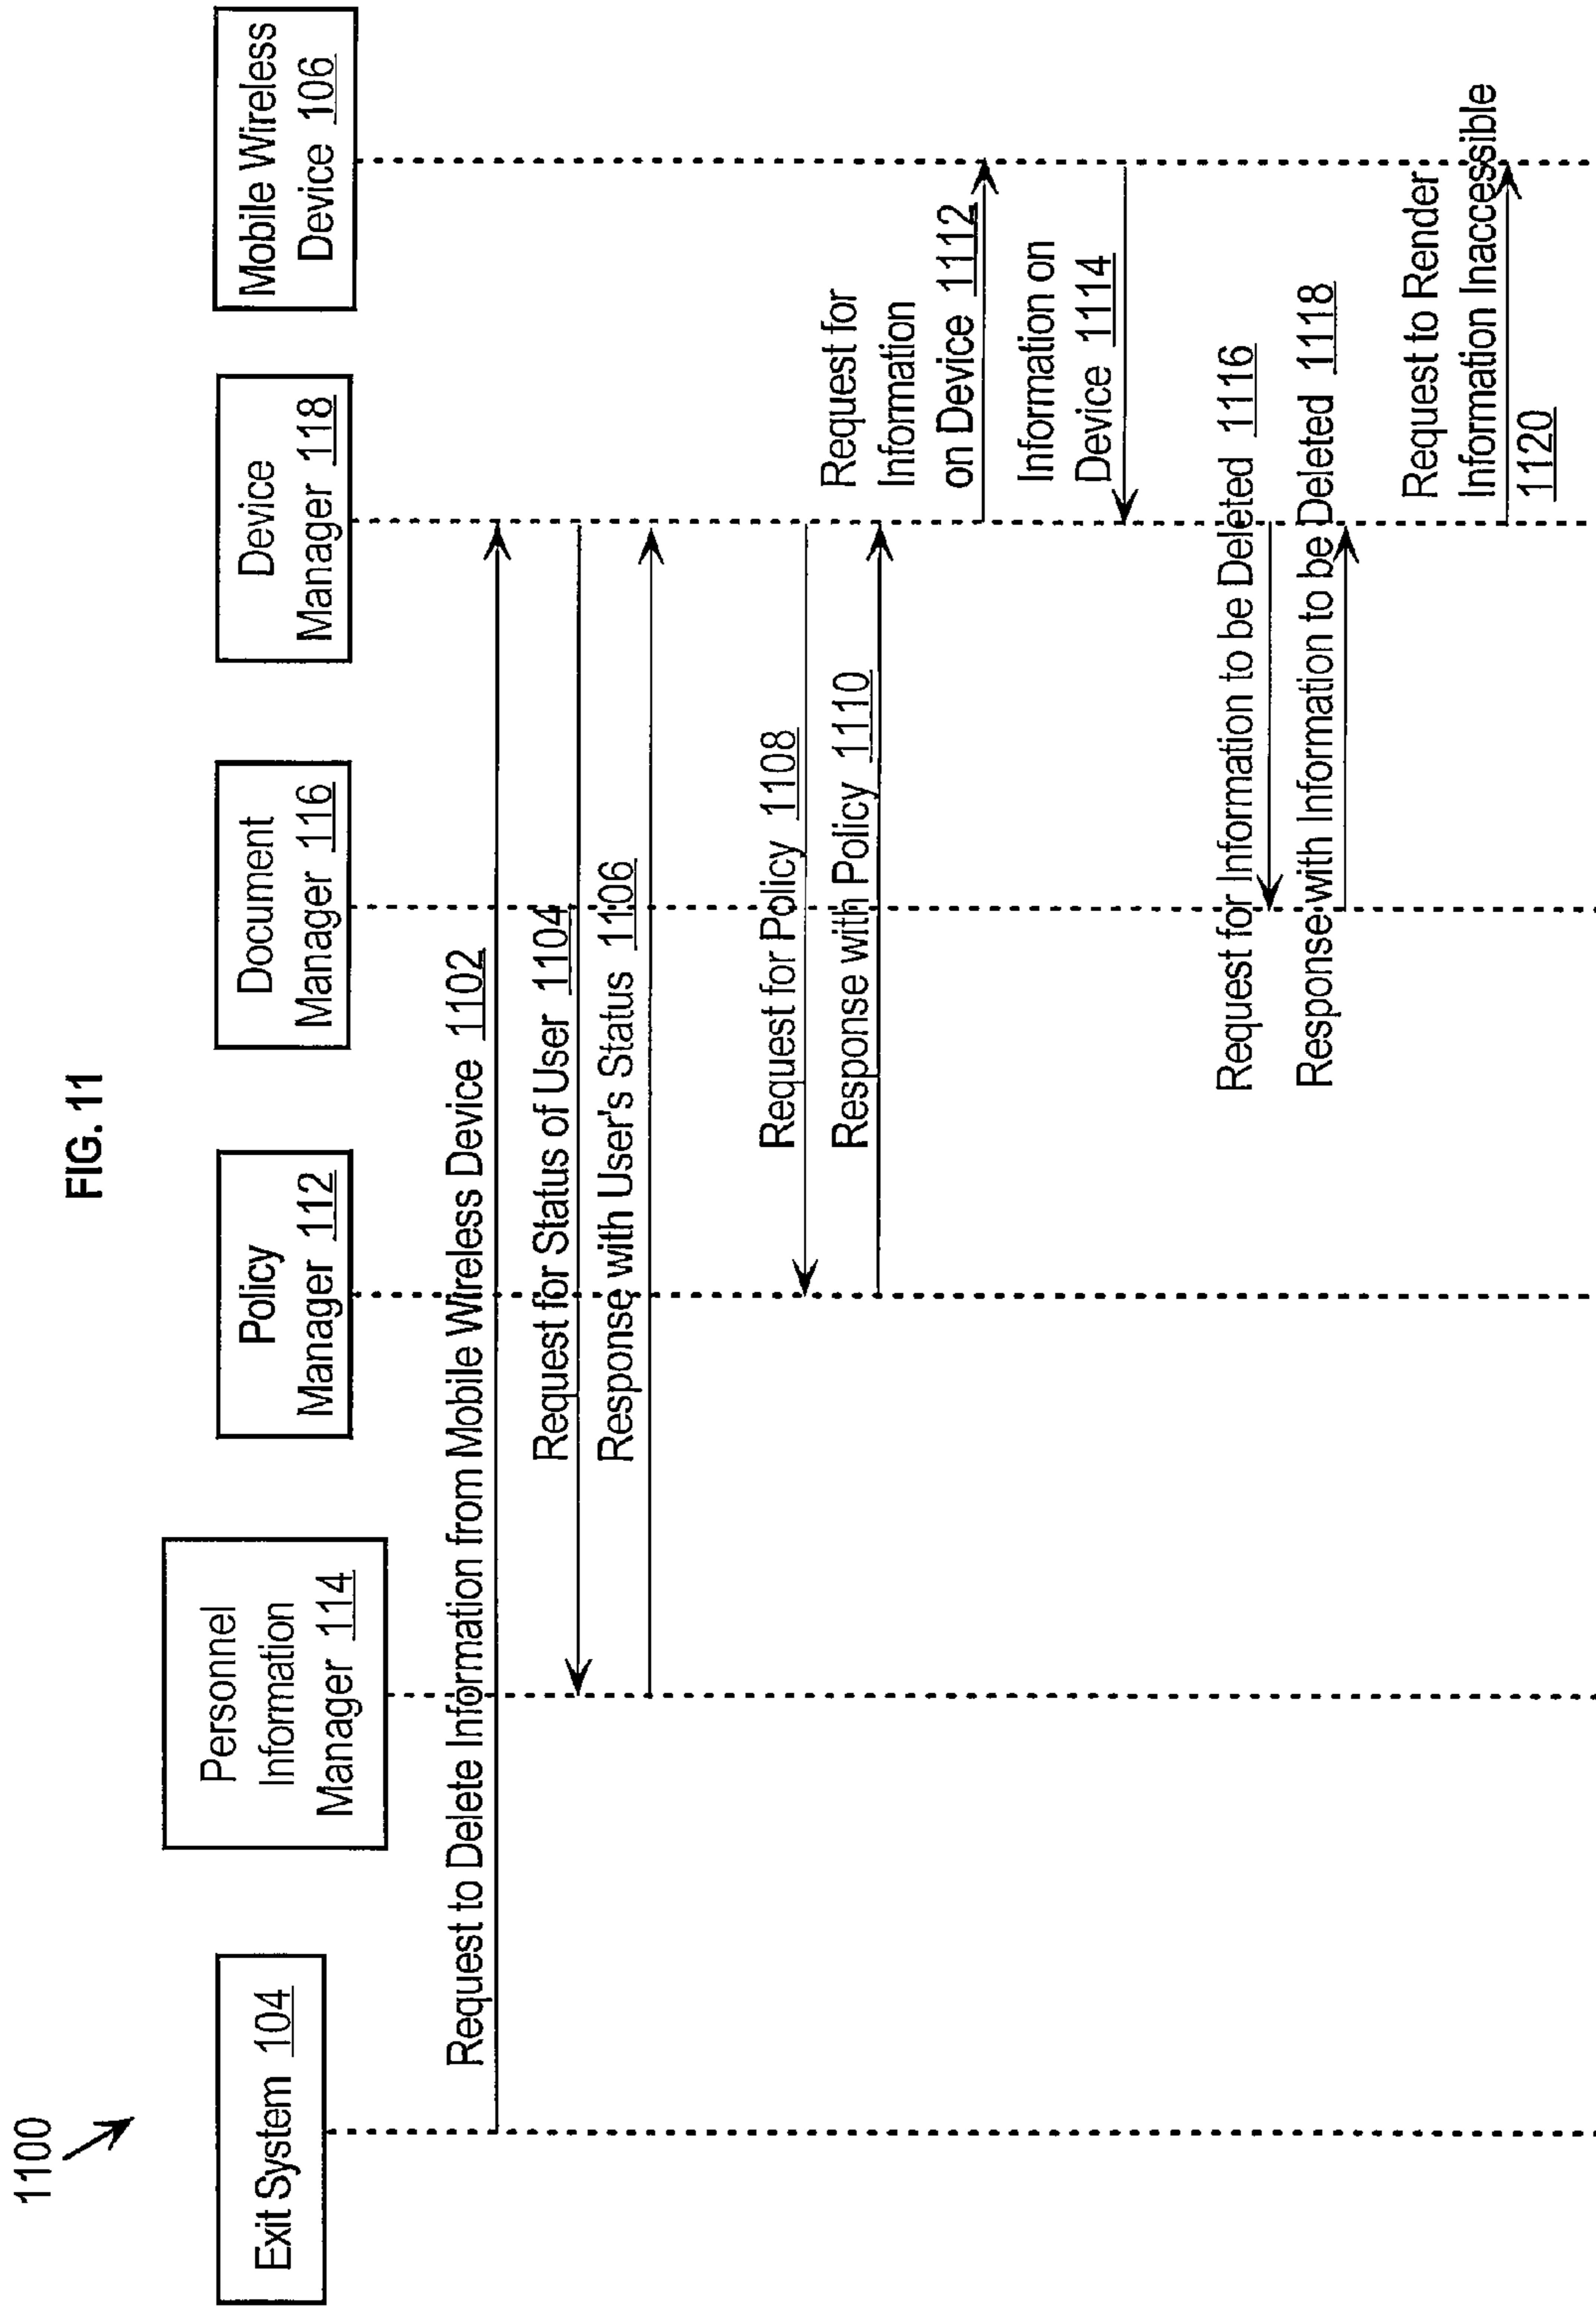 1100
FIG. 11
Exit System 104
Personnel
Information
Manager 114
Policy
Manager 112
Document
Manager 116
Device
Manager 118
Mobile Wireless
Device 106
Request to Delete Information from Mobile Wireless Device 1102
Request for Status of User 1104
Response with User's Status 1106
Request for Policy 1108
Response with Policy 1110
Request for
Information
on Device 1112
Information on
Device 1114
Request for Information to be Deleted 1116
Response with Information to be Deleted 1118
Request to Render
Information Inaccessible
1120